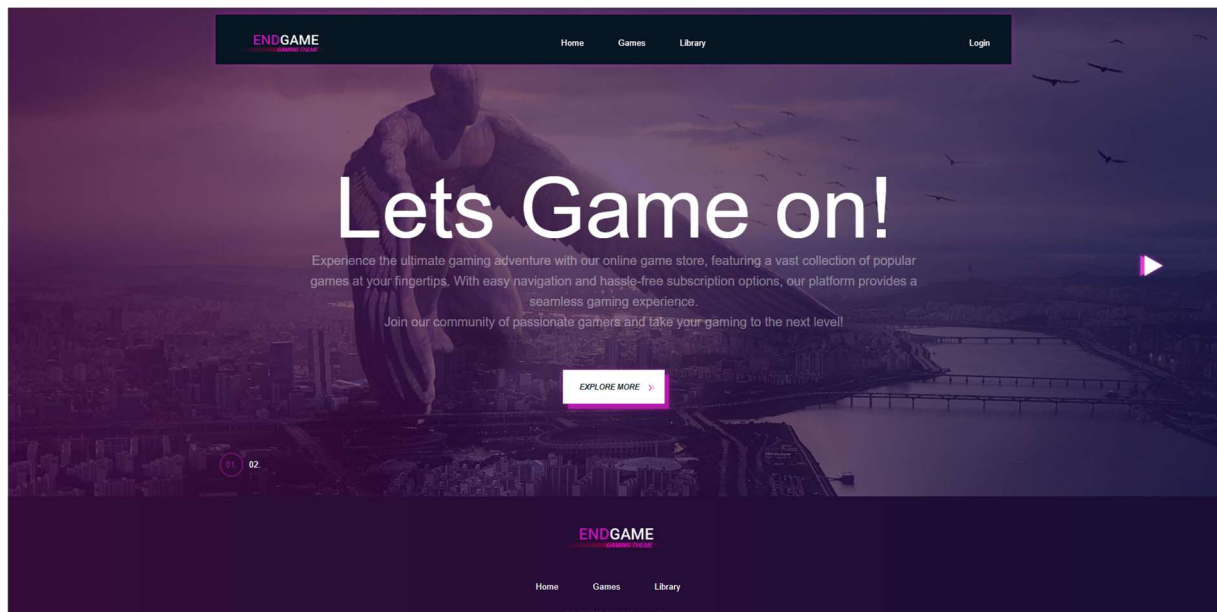 ENDGAME
GAMING THEME
Home
Games
Library
Login
Lets Game on!
Experience the ultimate gaming adventure with our online game store, featuring a vast collection of popular
games at your fingertips. With easy navigation and hassle-free subscription options, our platform provides a
seamless gaming experience.
Join our community of passionate gamers and take your gaming to the next level!
EXPLORE MORE
01.
02.
ENDGAME
GAMING THEME
Home
Games
Library